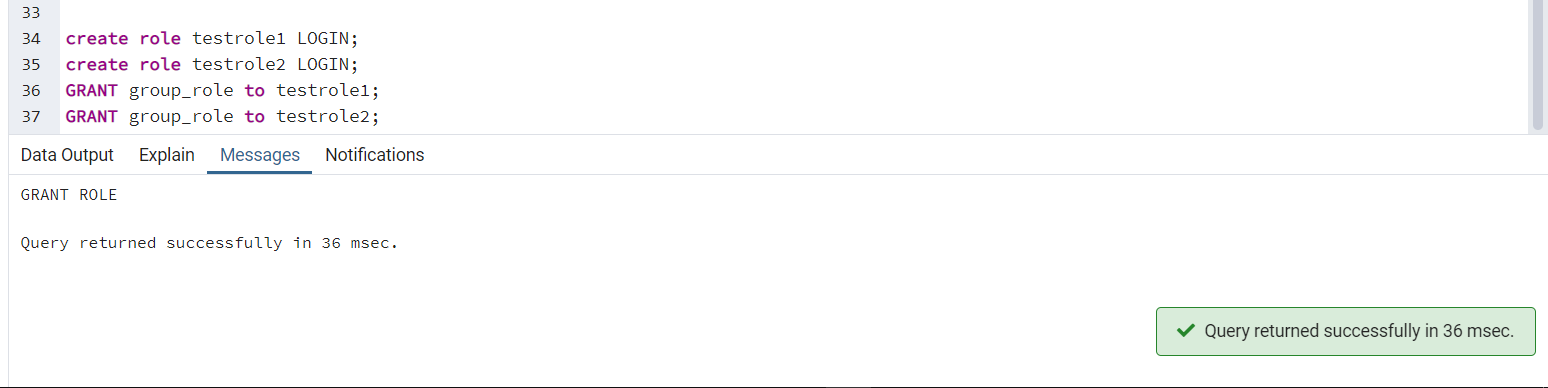 33
34 create role testrole1 LOGIN;
35 create role testrole2 LOGIN;
36 GRANT group_role to testrole1;
37 GRANT group_role to testrole2;
Data Output Explain Messages Notifications
GRANT ROLE
Query returned successfully in 36 msec.
Query returned successfully in 36 msec.